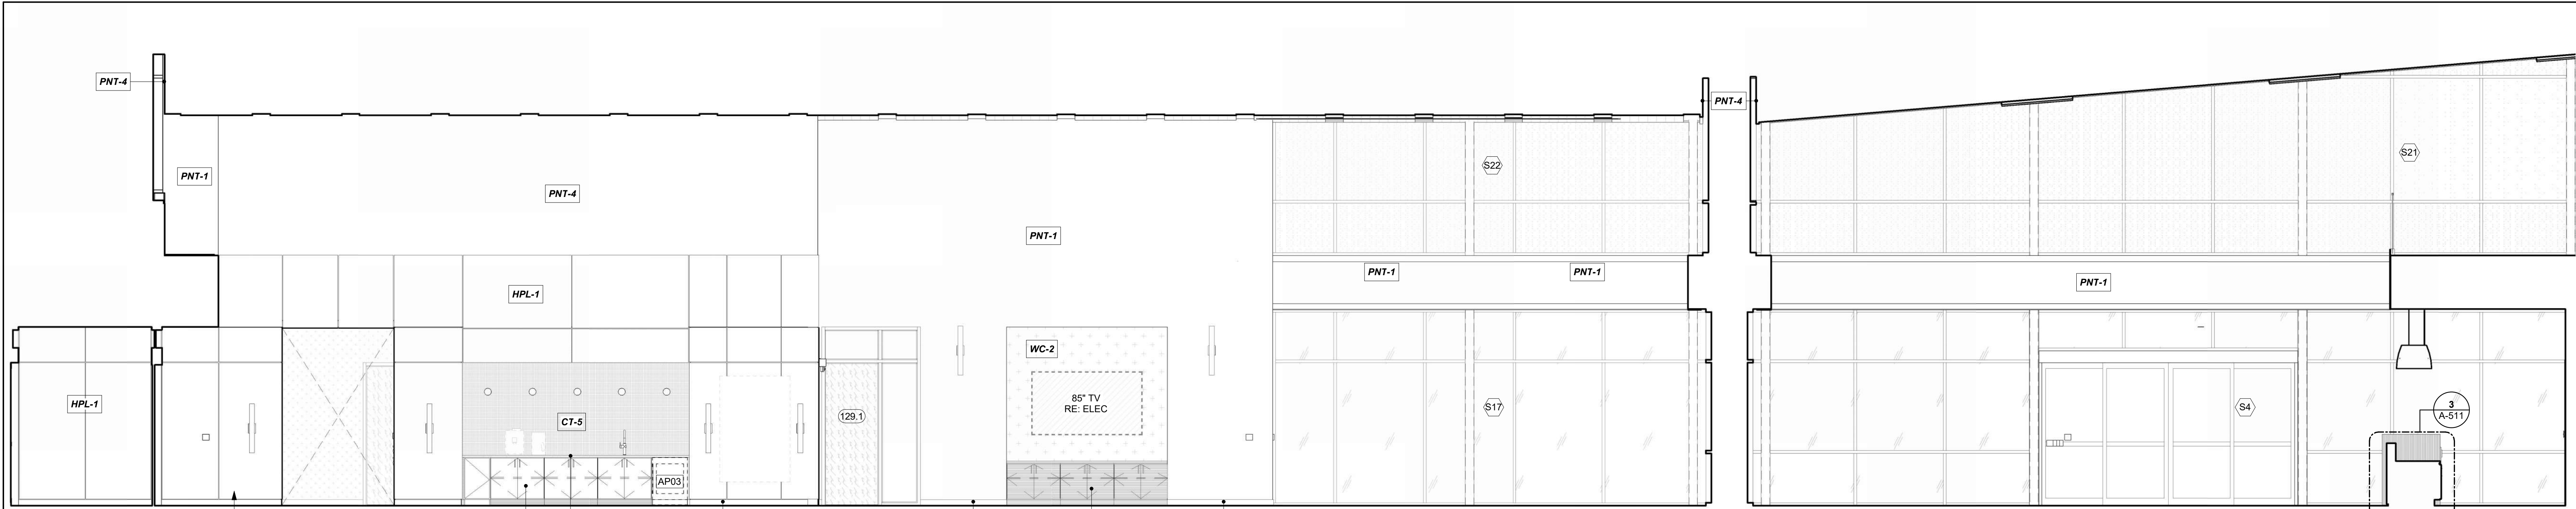 PNT-4
PNT-4
PNT-1
S21
S22
PNT-4
PNT-1
PNT-1
PNT-1
PNT-1
HPL-1
WC-2
HPL-1
85" TV
RE: ELEC
129.1
S17
S4
3
A-511
CT-5
AP03